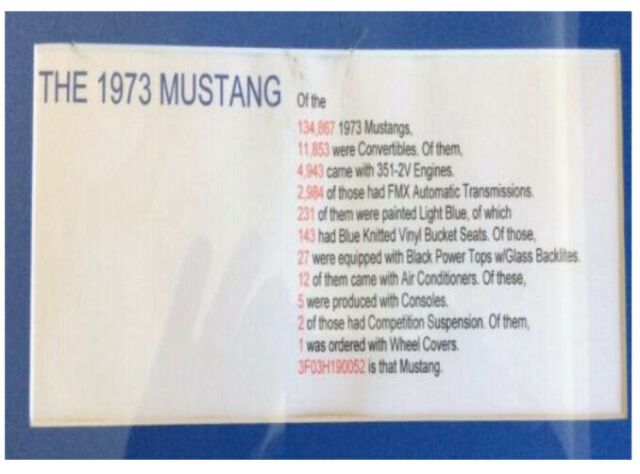 THE 1973 MUSTANG
Of the
134,867 1973 Mustangs,
11,853 were Convertibles. Of them,
4,943 came with 351-2V Engines.
2,984 of those had FMX Automatic Transmissions.
231 of them were painted Light Blue, of which
143 had Blue Knitted Vinyl Bucket Seats. Of those,
27 were equipped with Black Power Tops w/Glass Backlites.
12 of them came with Air Conditioners. Of these,
5 were produced with Consoles.
2 of those had Competition Suspension. Of them,
1 was ordered with Wheel Covers.
3F03H190052 is that Mustang.